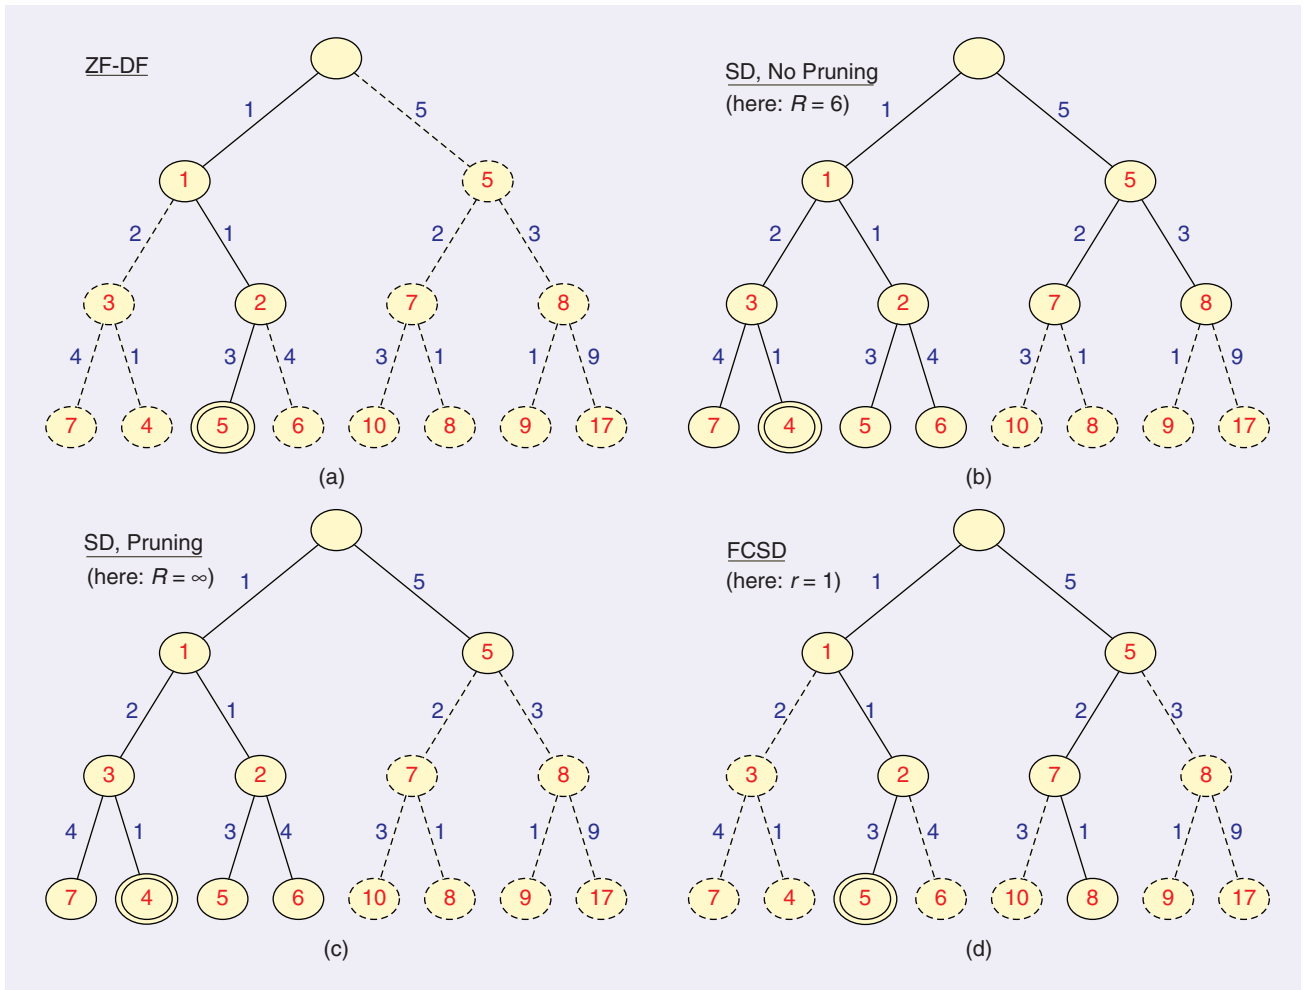 ZF-DF
1 5
1 5
2 1 2 3
3 2 7 8
4 1 3 4 3 1 1 9
7 4 5 6 10 8 9 17
(a)
SD, No Pruning
(here: R = 6)
1 5
1 5
2 1 2 3
3 2 7 8
4 1 3 4 3 1 1 9
7 4 5 6 10 8 9 17
(b)
SD, Pruning
(here: R = ∞)
1 5
1 5
2 1 2 3
3 2 7 8
4 1 3 4 3 1 1 9
7 4 5 6 10 8 9 17
(c)
FCSD
(here: r = 1)
1 5
1 5
2 1 2 3
3 2 7 8
4 1 3 4 3 1 1 9
7 4 5 6 10 8 9 17
(d)